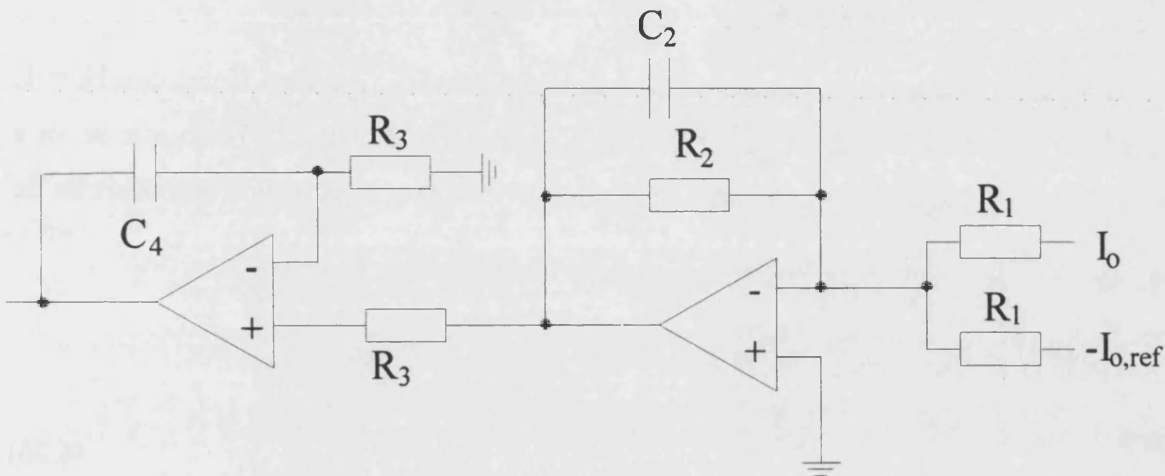 C2
R3
R2
R1
C4
Io
-
-
R1
+
+
R3
-Io,ref